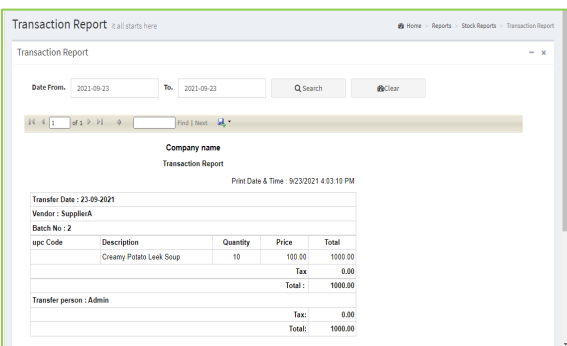 Transaction Report it all starts here
Home > Reports > Stock Reports > Transaction Report
Transaction Report
Date From. 2021-09-23 To. 2021-09-23 Search Clear
1 of 1 Find | Next
Company name
Transaction Report
Print Date & Time : 9/23/2021 4:03:10 PM
Transfer Date : 23-09-2021
Vendor : SupplierA
Batch No : 2
upc Code Description Quantity Price Total
Creamy Potato Leek Soup 10 100.00 1000.00
Tax 0.00
Total : 1000.00
Transfer person : Admin
Tax: 0.00
Total: 1000.00